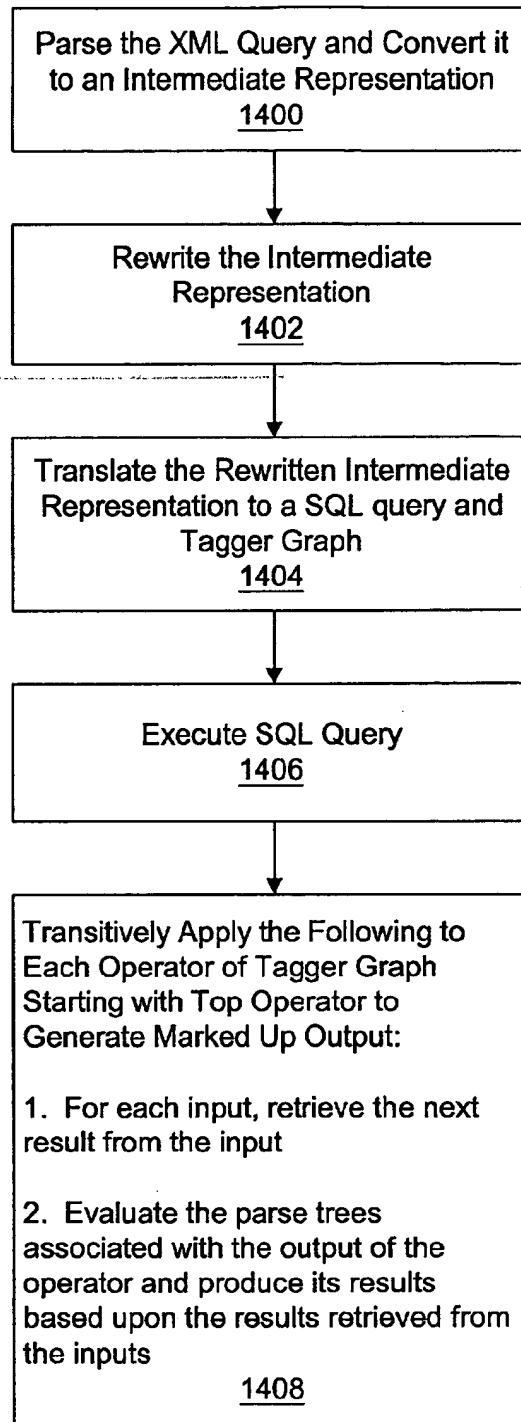 Parse the XML Query and Convert it
to an Intermediate Representation
1400
Rewrite the Intermediate
Representation
1402
Translate the Rewritten Intermediate
Representation to a SQL query and
Tagger Graph
1404
Execute SQL Query
1406
Transitively Apply the Following to
Each Operator of Tagger Graph
Starting with Top Operator to
Generate Marked Up Output:
1. For each input, retrieve the next
result from the input
2. Evaluate the parse trees
associated with the output of the
operator and produce its results
based upon the results retrieved from
the inputs
1408